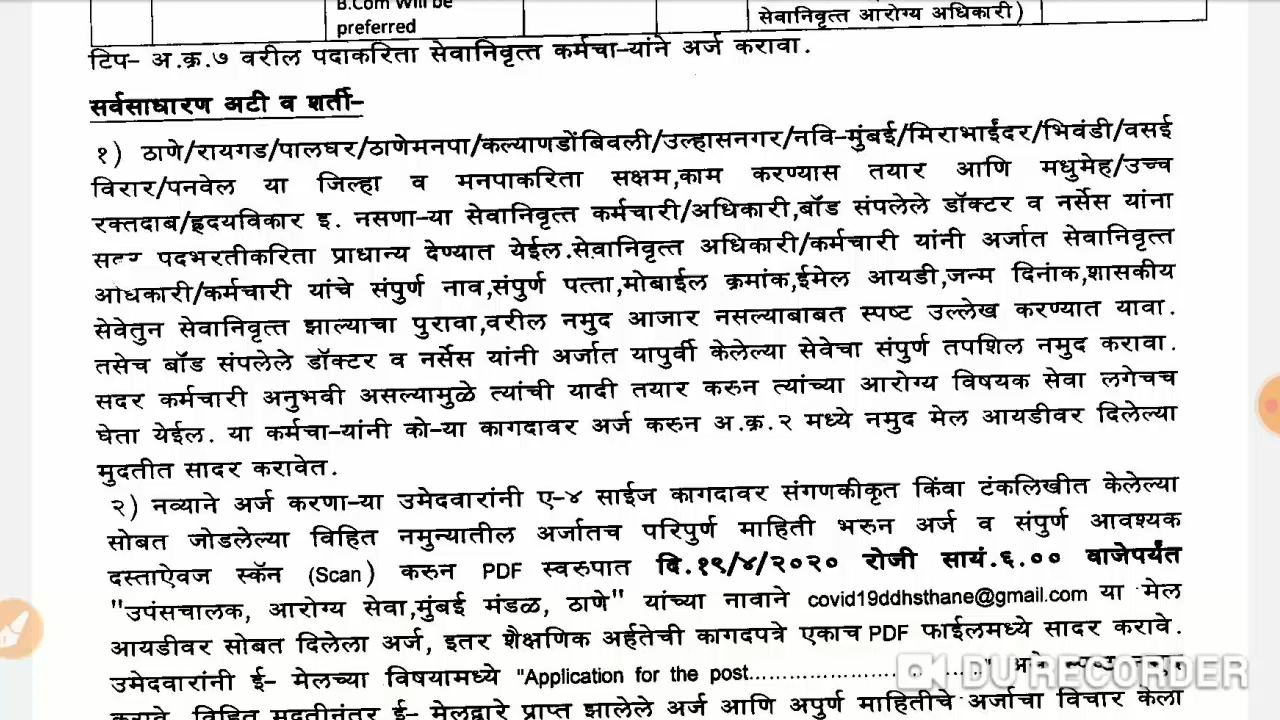 B.Com Will be
preferred
सेवानिवृत्त आरोग्य अधिकारी)
टिप- अ.क्र.७ वरील पदाकरिता सेवानिवृत्त कर्मचा-यांने अर्ज करावा.
सर्वसाधारण अटी व शर्ती-
१) ठाणे/रायगड/पालघर/ठाणेमनपा/कल्याणडोंबिवली/उल्हासनगर/नवि-मुंबई/मिराभाईंदर/भिवंडी/वसई
विरार/पनवेल या जिल्हा व मनपाकरिता सक्षम,काम करण्यास तयार आणि मधुमेह/उच्च
रक्तदाब/ह्रदयविकार इ. नसणा-या सेवानिवृत्त कर्मचारी/अधिकारी,बॉड संपलेले डॉक्टर व नर्सेस यांना
पदभरतीकरिता प्राधान्य देण्यात येईल.सेवानिवृत्त अधिकारी/कर्मचारी यांनी अर्जात सेवानिवृत्त
अधिकारी/कर्मचारी यांचे संपुर्ण नाव,संपुर्ण पत्ता,मोबाईल क्रमांक,ईमेल आयडी,जन्म दिनांक,शासकीय
सेवेतुन सेवानिवृत्त झाल्याचा पुरावा,वरील नमुद आजार नसल्याबाबत स्पष्ट उल्लेख करण्यात यावा.
तसेच बॉड संपलेले डॉक्टर व नर्सेस यांनी अर्जात यापुर्वी केलेल्या सेवेचा संपुर्ण तपशिल नमुद करावा.
सदर कर्मचारी अनुभवी असल्यामुळे त्यांची यादी तयार करुन त्यांच्या आरोग्य विषयक सेवा लगेचच
घेता येईल. या कर्मचा-यांनी को-या कागदावर अर्ज करुन अ.क्र.२ मध्ये नमुद मेल आयडीवर दिलेल्या
मुदतीत सादर करावेत.
२) नव्याने अर्ज करणा-या उमेदवारांनी ए-४ साईज कागदावर संगणकीकृत किंवा टंकलिखीत केलेल्या
सोबत जोडलेल्या विहित नमुन्यातील अर्जातच परिपुर्ण माहिती भरुन अर्ज व संपुर्ण आवश्यक
दस्ताऐवज स्कॅन (Scan) करुन PDF स्वरुपात दि.१९/४/२०२० रोजी सायं.६.०० वाजेपर्यंत
"उपंसचालक, आरोग्य सेवा,मुंबई मंडळ, ठाणे" यांच्या नावाने covid19ddhsthane@gmail.com या मेल
आयडीवर सोबत दिलेला अर्ज, इतर शैक्षणिक अर्हतेची कागदपत्रे एकाच PDF फाईलमध्ये सादर करावे.
उमेदवारांनी ई- मेलच्या विषयामध्ये "Application for the post.............................."
DU RECORDER
करावे. विहित मुदतीनंतर ई- मेलद्वारे प्राप्त झालेले अर्ज आणि अपुर्ण माहितीचे अर्जाचा विचार केला